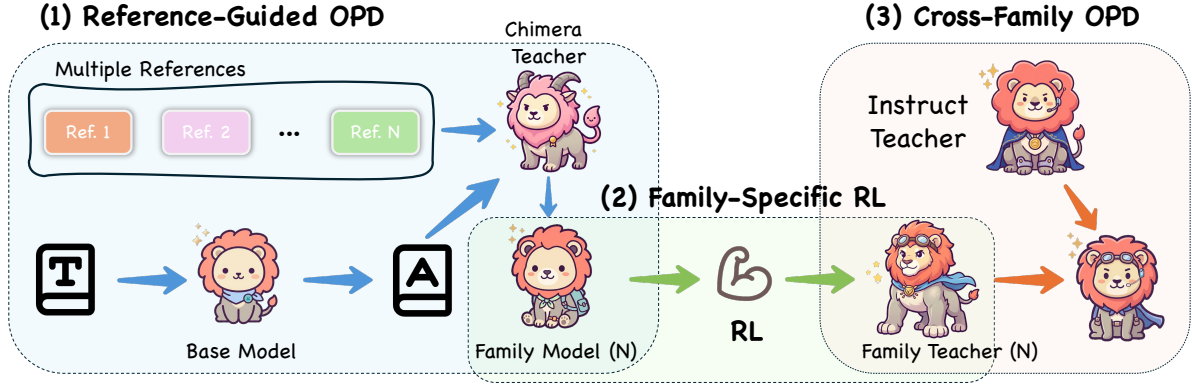 (1) Reference-Guided OPD
(3) Cross-Family OPD
Chimera
Teacher
Multiple References
Ref. 1
Ref. 2
...
Ref. N
Instruct
Teacher
(2) Family-Specific RL
T
A
RL
Base Model
Family Model (N)
Family Teacher (N)